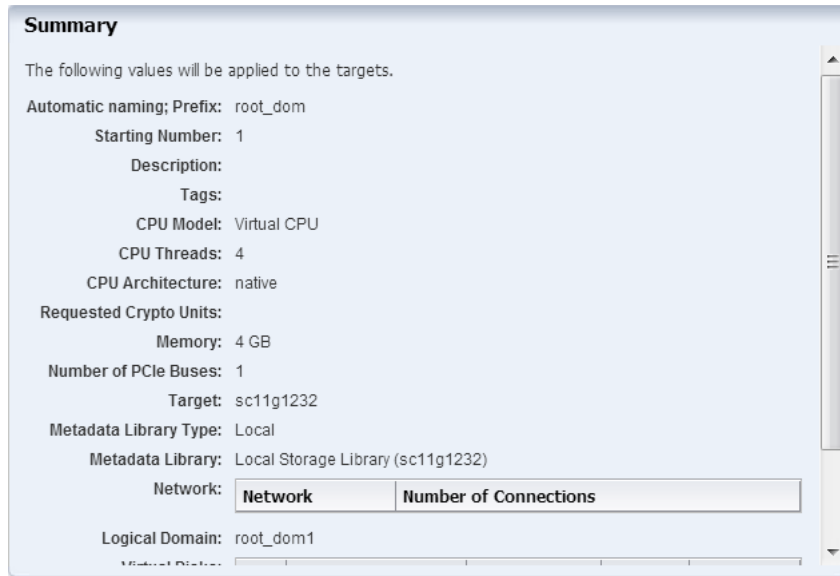 Summary
The following values will be applied to the targets.
Automatic naming; Prefix: root_dom
Starting Number: 1
Description:
Tags:
CPU Model: Virtual CPU
CPU Threads: 4
CPU Architecture: native
Requested Crypto Units:
Memory: 4 GB
Number of PCIe Buses: 1
Target: sc11g1232
Metadata Library Type: Local
Metadata Library: Local Storage Library (sc11g1232)
Network: Network Number of Connections
Logical Domain: root_dom1
Virtual Disks: